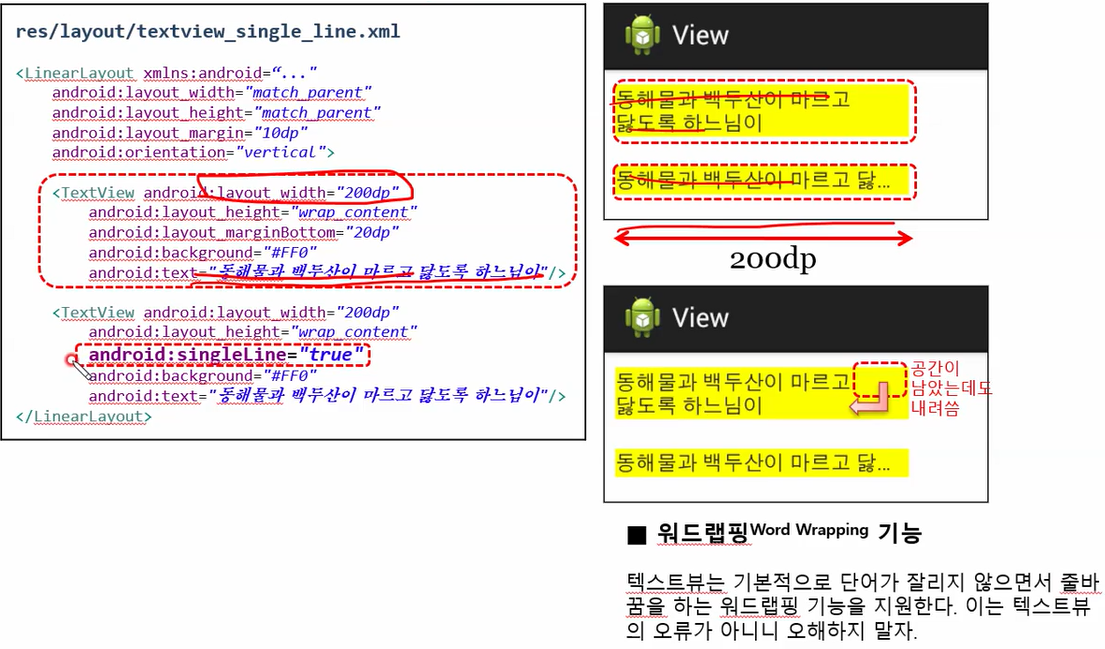 res/layout/textview_single_line.xml
<LinearLayout xmlns:android=“..."
android:layout_width="match_parent"
android:layout_height="match_parent"
android:layout_margin="10dp"
android:orientation="vertical">
<TextView android:layout_width="200dp"
android:layout_height="wrap_content"
android:layout_marginBottom="20dp"
android:background="#FF0"
android:text="동해물과 백두산이 마르고 닳도록 하느님이"/>
<TextView android:layout_width="200dp"
android:layout_height="wrap_content"
android:singleLine="true"
android:background="#FF0"
android:text="동해물과 백두산이 마르고 닳도록 하느님이"/>
</LinearLayout>
View
동해물과 백두산이 마르고
닳도록 하느님이
동해물과 백두산이 마르고 닳...
200dp
View
동해물과 백두산이 마르고
닳도록 하느님이
동해물과 백두산이 마르고 닳...
공간이
남았는데도
내려씀
■ 워드랩핑Word Wrapping 기능
텍스트뷰는 기본적으로 단어가 잘리지 않으면서 줄바
꿈을 하는 워드랩핑 기능을 지원한다. 이는 텍스트뷰
의 오류가 아니니 오해하지 말자.